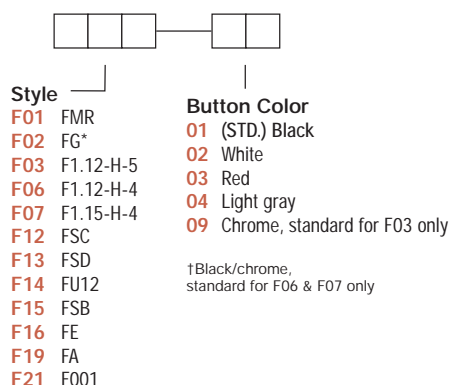 Style
F01 FMR
F02 FG*
F03 F1.12-H-5
F06 F1.12-H-4
F07 F1.15-H-4
F12 FSC
F13 FSD
F14 FU12
F15 FSB
F16 FE
F19 FA
F21 F001
Button Color
01 (STD.) Black
02 White
03 Red
04 Light gray
09 Chrome, standard for F03 only
†Black/chrome,
standard for F06 & F07 only